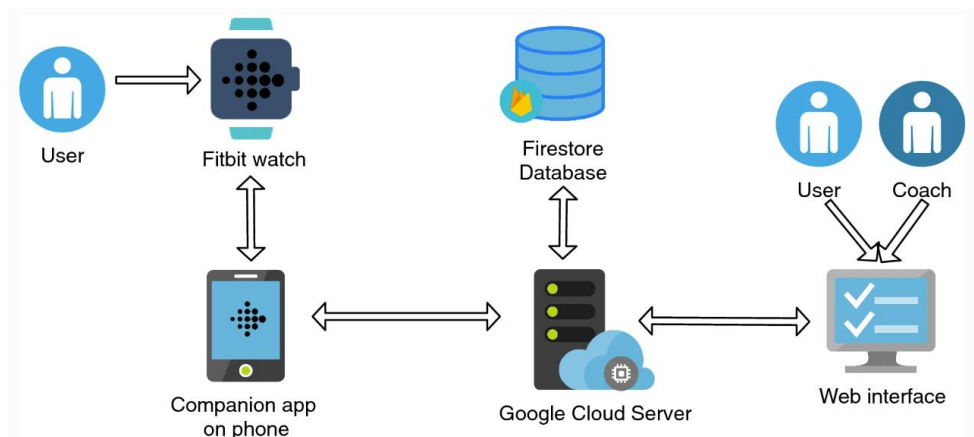 User
Fitbit watch
Firestore
Database
User
Coach
Companion app
on phone
Google Cloud Server
Web interface